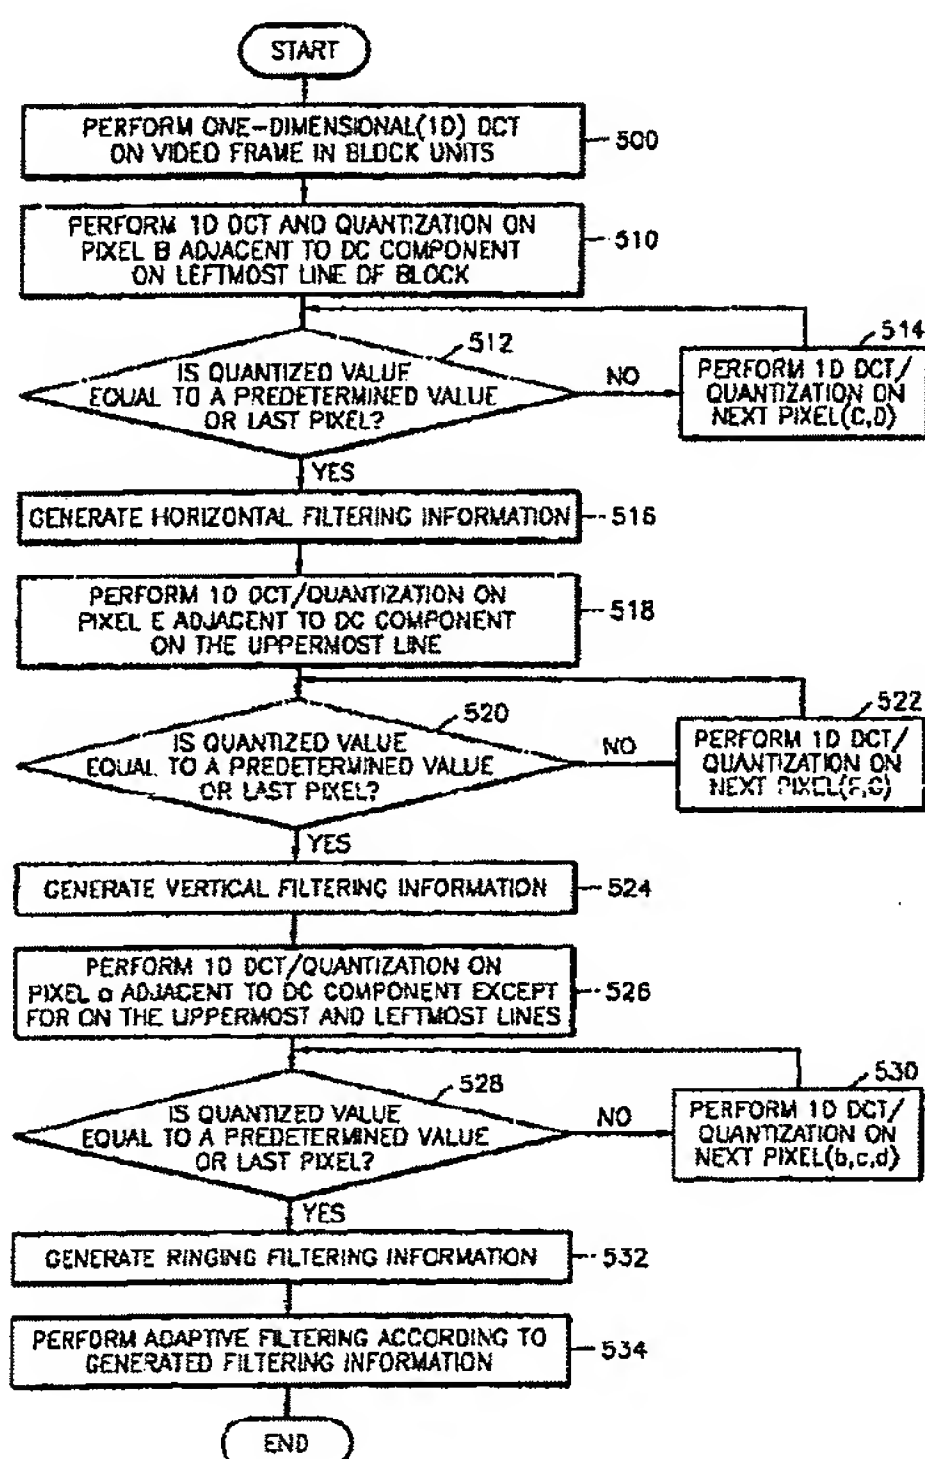 START
PERFORM ONE-DIMENSIONAL(1D) DCT
ON VIDEO FRAME IN BLOCK UNITS
500
PERFORM 1D DCT AND QUANTIZATION ON
PIXEL B ADJACENT TO DC COMPONENT
ON LEFTMOST LINE OF BLOCK
510
512
IS QUANTIZED VALUE
EQUAL TO A PREDETERMINED VALUE
OR LAST PIXEL?
NO
514
PERFORM 1D DCT/
QUANTIZATION ON
NEXT PIXEL(C,D)
YES
GENERATE HORIZONTAL FILTERING INFORMATION
516
PERFORM 1D DCT/QUANTIZATION ON
PIXEL E ADJACENT TO DC COMPONENT
ON THE UPPERMOST LINE
518
520
IS QUANTIZED VALUE
EQUAL TO A PREDETERMINED VALUE
OR LAST PIXEL?
NO
522
PERFORM 1D DCT/
QUANTIZATION ON
NEXT PIXEL(F,G)
YES
GENERATE VERTICAL FILTERING INFORMATION
524
PERFORM 1D DCT/QUANTIZATION ON
PIXEL a ADJACENT TO DC COMPONENT EXCEPT
FOR ON THE UPPERMOST AND LEFTMOST LINES
526
528
IS QUANTIZED VALUE
EQUAL TO A PREDETERMINED VALUE
OR LAST PIXEL?
NO
530
PERFORM 1D DCT/
QUANTIZATION ON
NEXT PIXEL(b,c,d)
YES
GENERATE RINGING FILTERING INFORMATION
532
PERFORM ADAPTIVE FILTERING ACCORDING TO
GENERATED FILTERING INFORMATION
534
END